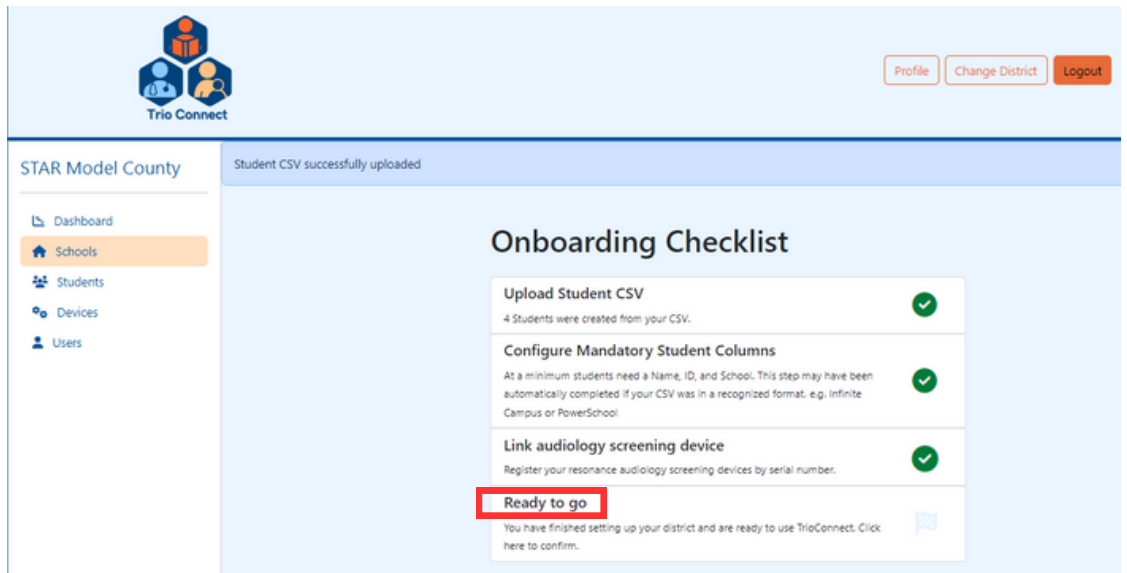 Trio Connect
Profile
Change District
Logout
STAR Model County
Student CSV successfully uploaded
Dashboard
Schools
Students
Devices
Users
Onboarding Checklist
Upload Student CSV
4 Students were created from your CSV.
Configure Mandatory Student Columns
At a minimum students need a Name, ID, and School. This step may have been
automatically completed if your CSV was in a recognized format. e.g. Infinite
Campus or PowerSchool
Link audiology screening device
Register your resonance audiology screening devices by serial number.
Ready to go
You have finished setting up your district and are ready to use TrioConnect. Click
here to confirm.